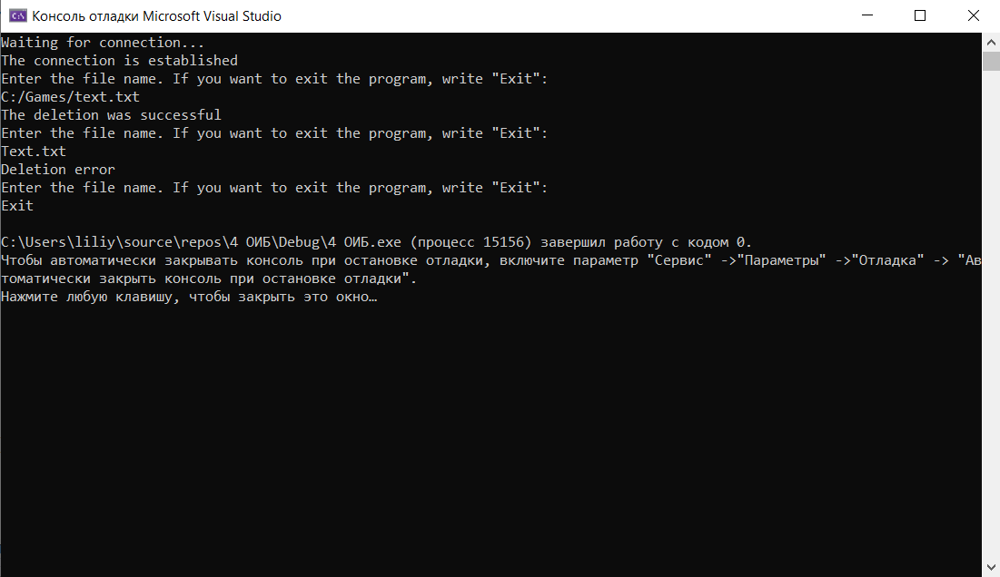 Консоль отладки Microsoft Visual Studio
Waiting for connection...
The connection is established
Enter the file name. If you want to exit the program, write "Exit":
C:/Games/text.txt
The deletion was successful
Enter the file name. If you want to exit the program, write "Exit":
Text.txt
Deletion error
Enter the file name. If you want to exit the program, write "Exit":
Exit
C:\Users\liliy\source\repos\4 ОИБ\Debug\4 ОИБ.exe (процесс 15156) завершил работу с кодом 0.
Чтобы автоматически закрывать консоль при остановке отладки, включите параметр "Сервис" ->"Параметры" ->"Отладка" -> "Ав
томатически закрыть консоль при остановке отладки".
Нажмите любую клавишу, чтобы закрыть это окно…